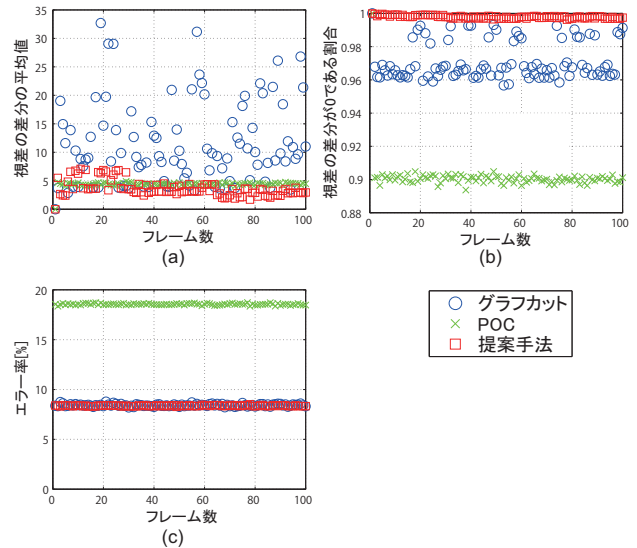 視差の差分の平均値
35
30
25
20
15
10
5
0
0 20 40 60 80 100
フレーム数
(a)
視差の差分が0である割合
1
0.98
0.96
0.94
0.92
0.9
0.88
0 20 40 60 80 100
フレーム数
(b)
エラー率[%]
20
15
10
5
0
0 20 40 60 80 100
フレーム数
(c)
グラフカット
POC
提案手法